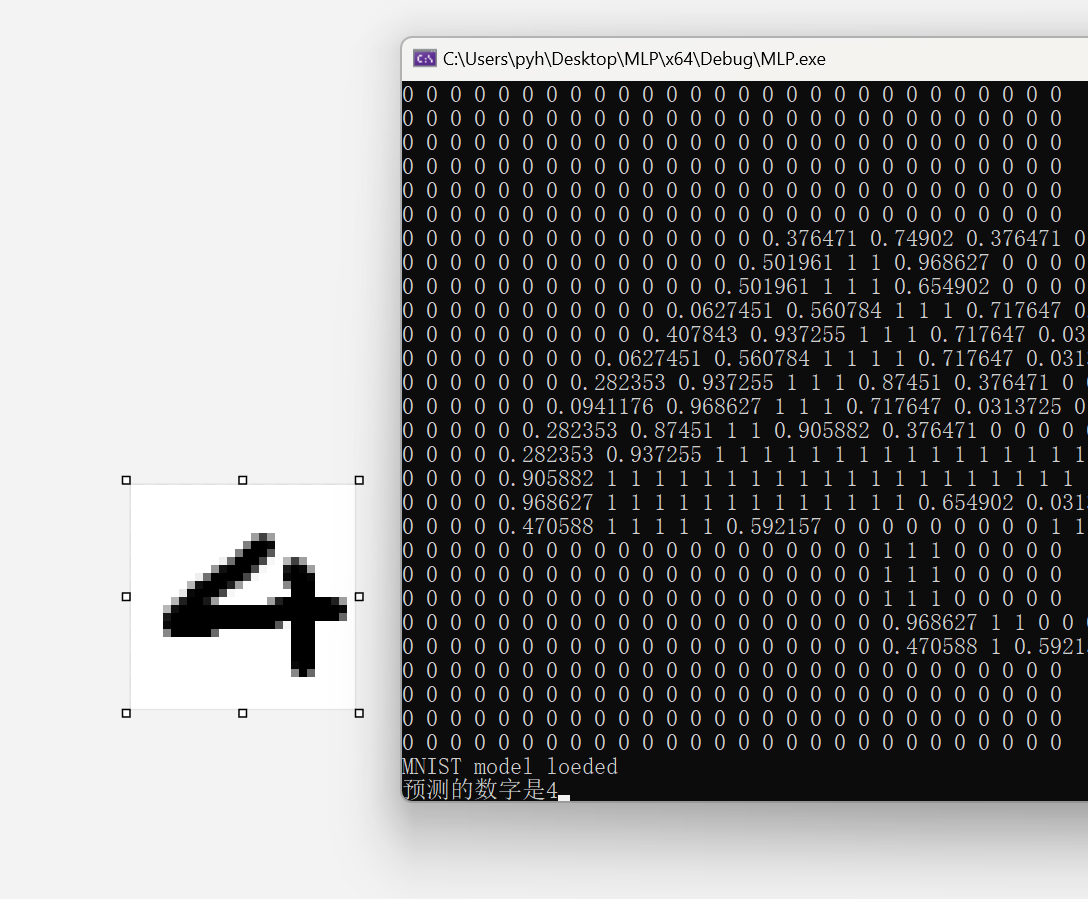 C:\Users\pyh\Desktop\MLP\x64\Debug\MLP.exe
0 0 0 0 0 0 0 0 0 0 0 0 0 0 0 0 0 0 0 0 0 0 0 0 0 0 0 0
0 0 0 0 0 0 0 0 0 0 0 0 0 0 0 0 0 0 0 0 0 0 0 0 0 0 0 0
0 0 0 0 0 0 0 0 0 0 0 0 0 0 0 0 0 0 0 0 0 0 0 0 0 0 0 0
0 0 0 0 0 0 0 0 0 0 0 0 0 0 0 0 0 0 0 0 0 0 0 0 0 0 0 0
0 0 0 0 0 0 0 0 0 0 0 0 0 0 0 0 0 0 0 0 0 0 0 0 0 0 0 0
0 0 0 0 0 0 0 0 0 0 0 0 0 0 0 0 0 0 0 0 0 0 0 0 0 0 0 0
0 0 0 0 0 0 0 0 0 0 0 0 0 0 0 0.376471 0.74902 0.376471 0
0 0 0 0 0 0 0 0 0 0 0 0 0 0 0.501961 1 1 0.968627 0 0 0 0
0 0 0 0 0 0 0 0 0 0 0 0 0 0.501961 1 1 1 0.654902 0 0 0 0
0 0 0 0 0 0 0 0 0 0 0 0.0627451 0.560784 1 1 1 0.717647 0.
0 0 0 0 0 0 0 0 0 0 0.407843 0.937255 1 1 1 0.717647 0.03
0 0 0 0 0 0 0 0 0.0627451 0.560784 1 1 1 1 0.717647 0.031
0 0 0 0 0 0 0 0.282353 0.937255 1 1 1 0.87451 0.376471 0 0
0 0 0 0 0 0 0.0941176 0.968627 1 1 1 0.717647 0.0313725 0
0 0 0 0 0 0.282353 0.87451 1 1 0.905882 0.376471 0 0 0 0
0 0 0 0 0.282353 0.937255 1 1 1 1 1 1 1 1 1 1 1 1 1 1 1 1
0 0 0 0 0.905882 1 1 1 1 1 1 1 1 1 1 1 1 1 1 1 1 1 1 1 1
0 0 0 0 0.968627 1 1 1 1 1 1 1 1 1 1 1 1 1 0.654902 0.031
0 0 0 0 0.470588 1 1 1 1 1 0.592157 0 0 0 0 0 0 0 0 0 1 1
0 0 0 0 0 0 0 0 0 0 0 0 0 0 0 0 0 0 0 0 1 1 1 0 0 0 0 0
0 0 0 0 0 0 0 0 0 0 0 0 0 0 0 0 0 0 0 0 1 1 1 0 0 0 0 0
0 0 0 0 0 0 0 0 0 0 0 0 0 0 0 0 0 0 0 0 1 1 1 0 0 0 0 0
0 0 0 0 0 0 0 0 0 0 0 0 0 0 0 0 0 0 0 0 0.968627 1 1 0 0 0
0 0 0 0 0 0 0 0 0 0 0 0 0 0 0 0 0 0 0 0 0.470588 1 0.5921
0 0 0 0 0 0 0 0 0 0 0 0 0 0 0 0 0 0 0 0 0 0 0 0 0 0 0 0
0 0 0 0 0 0 0 0 0 0 0 0 0 0 0 0 0 0 0 0 0 0 0 0 0 0 0 0
0 0 0 0 0 0 0 0 0 0 0 0 0 0 0 0 0 0 0 0 0 0 0 0 0 0 0 0
0 0 0 0 0 0 0 0 0 0 0 0 0 0 0 0 0 0 0 0 0 0 0 0 0 0 0 0
MNIST model loeded
预测的数字是4
4